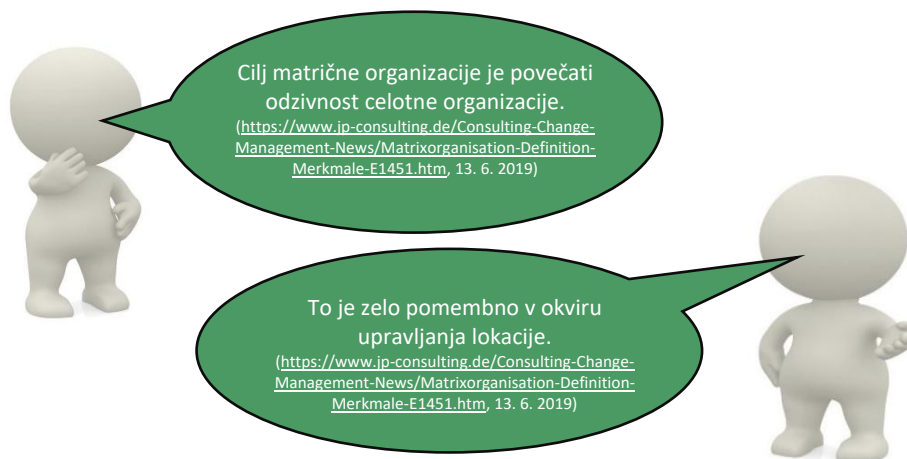 Cilj matrične organizacije je povečati
odzivnost celotne organizacije.
(https://www.jp-consulting.de/Consulting-Change-
Management-News/Matrixorganisation-Definition-
Merkmale-E1451.htm, 13. 6. 2019)
To je zelo pomembno v okviru
upravljanja lokacije.
(https://www.jp-consulting.de/Consulting-Change-
Management-News/Matrixorganisation-Definition-
Merkmale-E1451.htm, 13. 6. 2019)